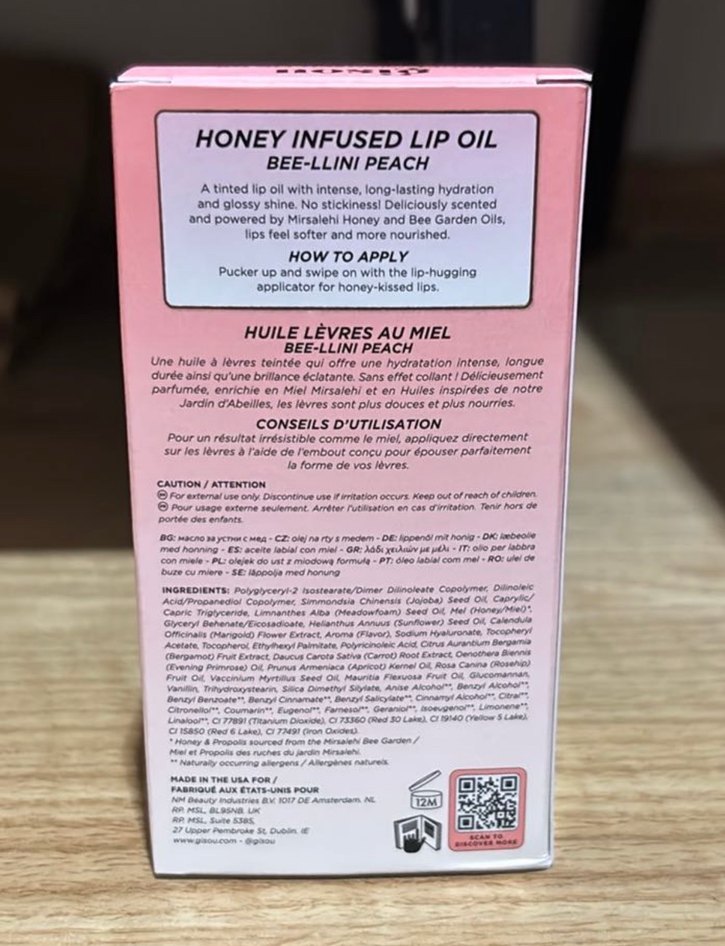 HONEY INFUSED LIP OIL
BEE-LLINI PEACH
A tinted lip oil with intense, long-lasting hydration
and glossy shine. No stickiness! Deliciously scented
and powered by Mirsalehi Honey and Bee Garden Oils,
lips feel softer and more nourished.
HOW TO APPLY
Pucker up and swipe on with the lip-hugging
applicator for honey-kissed lips.
HUILE LÈVRES AU MIEL
BEE-LLINI PEACH
Une huile à lèvres teintée qui offre une hydratation intense, longue
durée ainsi qu'une brillance éclatante. Sans effet collant ! Délicieusement
parfumée, enrichie en Miel Mirsalehi et en Huiles inspirées de notre
Jardin d'Abeilles, les lèvres sont plus douces et plus nourries.
CONSEILS D'UTILISATION
Pour un résultat irrésistible comme le miel, appliquez directement
sur les lèvres à l'aide de l'embout conçu pour épouser parfaitement
la forme de vos lèvres.
CAUTION / ATTENTION
For external use only. Discontinue use if irritation occurs. Keep out of reach of children.
Pour usage externe seulement. Arrêter l'utilisation en cas d'irritation. Tenir hors de
portée des enfants.
BG: масло за устни с мед - CZ: olej na rty s medem - DE: lippenöl mit honig - DK: læbeolie
med honning - ES: aceite labial con miel - GR: λάδι χειλιών με μέλι - IT: olio per labbra
con miele - PL: olejek do ust z miodową formułą - PT: óleo labial com mel - RO: ulei de
buze cu miere - SE: läppolja med honung
INGREDIENTS: Polyglyceryl-2 Isostearate/Dimer Dilinoleate Copolymer, Dilinoleic
Acid/Propanediol Copolymer, Simmondsia Chinensis (Jojoba) Seed Oil, Caprylic/
Capric Triglyceride, Limnanthes Alba (Meadowfoam) Seed Oil, Mel (Honey/Miel)*,
Glyceryl Behenate/Eicosadioate, Helianthus Annuus (Sunflower) Seed Oil, Calendula
Officinalis (Marigold) Flower Extract, Aroma (Flavor), Sodium Hyaluronate, Tocopheryl
Acetate, Tocopherol, Ethylhexyl Palmitate, Polyricinoleic Acid, Citrus Aurantium Bergamia
(Bergamot) Fruit Extract, Daucus Carota Sativa (Carrot) Root Extract, Oenothera Biennis
(Evening Primrose) Oil, Prunus Armeniaca (Apricot) Kernel Oil, Rosa Canina (Rosehip)
Fruit Oil, Vaccinium Myrtillus Seed Oil, Mauritia Flexuosa Fruit Oil, Glucomannan,
Vanillin, Trihydroxystearin, Silica Dimethyl Silylate, Anise Alcohol**, Benzyl Alcohol**,
Benzyl Benzoate**, Benzyl Cinnamate**, Benzyl Salicylate**, Cinnamyl Alcohol**, Citral**,
Citronellol**, Coumarin**, Eugenol**, Farnesol**, Geraniol**, Isoeugenol**, Limonene**,
Linalool**, CI 77891 (Titanium Dioxide), CI 73360 (Red 30 Lake), CI 19140 (Yellow 5 Lake),
CI 15850 (Red 6 Lake), CI 77491 (Iron Oxides).
* Honey & Propolis sourced from the Mirsalehi Bee Garden /
Miel et Propolis des ruches du jardin Mirsalehi.
** Naturally occurring allergens / Allergènes naturels.
MADE IN THE USA FOR /
FABRIQUÉ AUX ÉTATS-UNIS POUR
NM Beauty Industries B.V. 1017 DE Amsterdam. NL
RP. MSL, BL95NB. UK
RP. MSL, Suite 5385,
27 Upper Pembroke St, Dublin. IE
www.gisou.com - @gisou
12M
SCAN TO
DISCOVER MORE